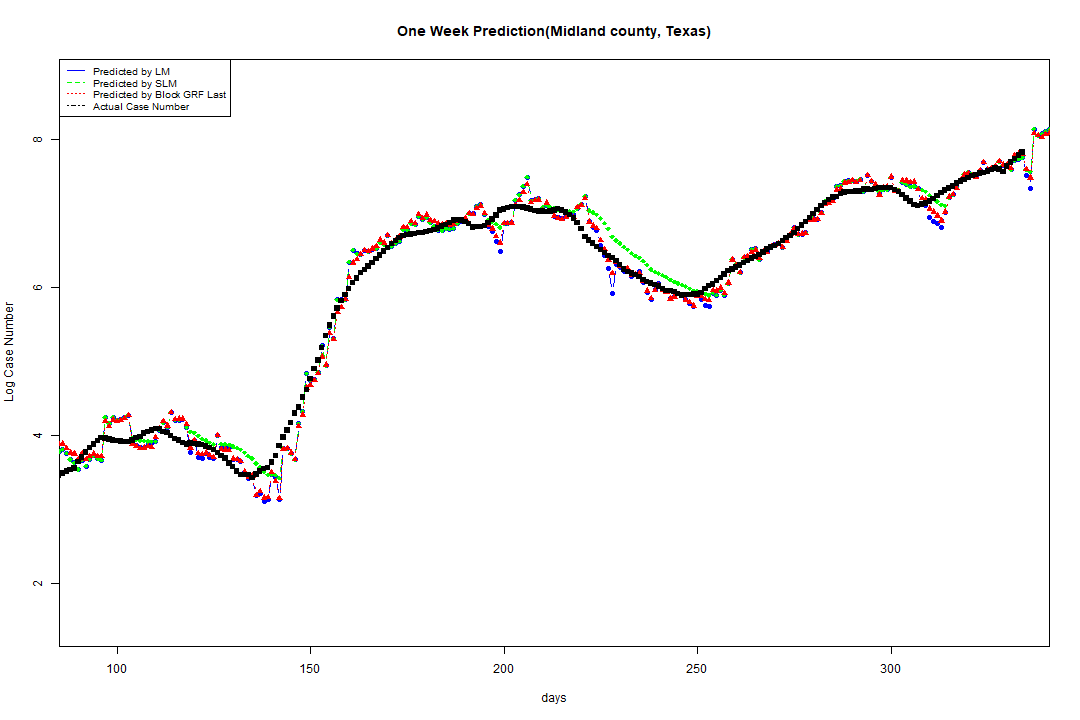 One Week Prediction(Midland county, Texas)
Predicted by LM
Predicted by SLM
Predicted by Block GRF Last
Actual Case Number
8
6
4
2
Log Case Number
100 150 200 250 300
days